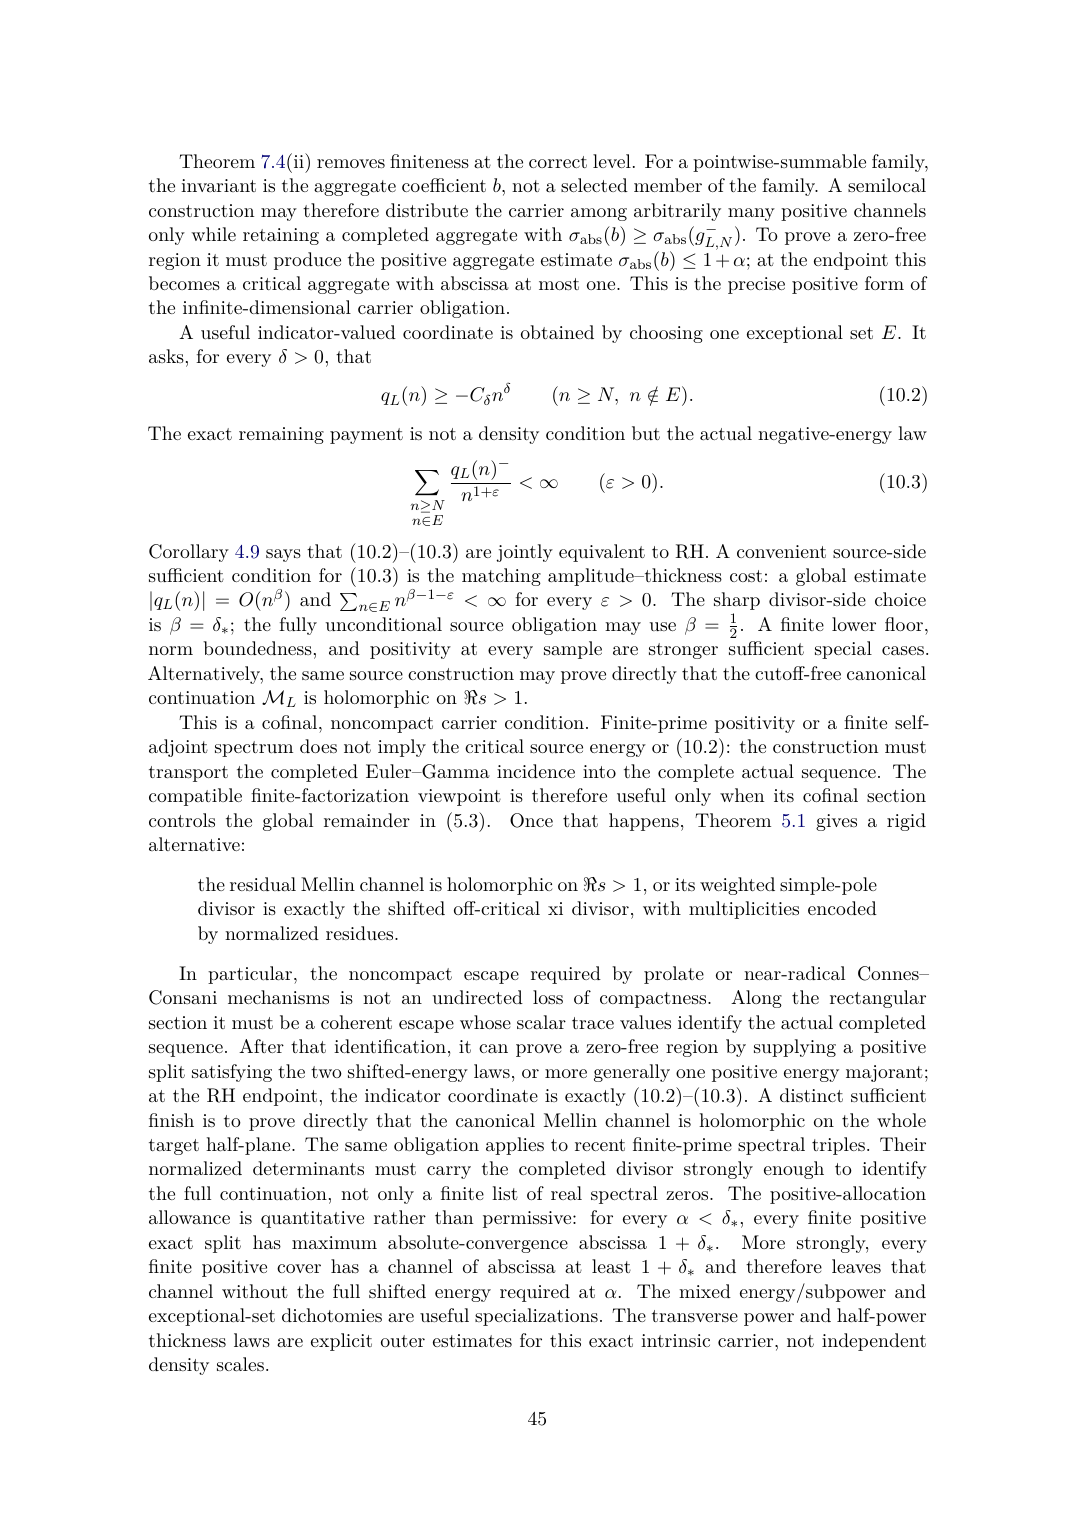 Theorem 7.4(ii) removes finiteness at the correct level. For a pointwise-summable family,
the invariant is the aggregate coefficient b, not a selected member of the family. A semilocal
construction may therefore distribute the carrier among arbitrarily many positive channels
only while retaining a completed aggregate with σ_abs(b) ≥ σ_abs(g⁻_{L,N}). To prove a zero-free
region it must produce the positive aggregate estimate σ_abs(b) ≤ 1+α; at the endpoint this
becomes a critical aggregate with abscissa at most one. This is the precise positive form of
the infinite-dimensional carrier obligation.
A useful indicator-valued coordinate is obtained by choosing one exceptional set E. It
asks, for every δ > 0, that
q_L(n) ≥ −C_δ n^δ (n ≥ N, n ∉ E). (10.2)
The exact remaining payment is not a density condition but the actual negative-energy law
∑_{n≥N, n∈E} q_L(n)⁻ / n^{1+ε} < ∞ (ε > 0). (10.3)
Corollary 4.9 says that (10.2)–(10.3) are jointly equivalent to RH. A convenient source-side
sufficient condition for (10.3) is the matching amplitude–thickness cost: a global estimate
|q_L(n)| = O(n^β) and ∑_{n∈E} n^{β−1−ε} < ∞ for every ε > 0. The sharp divisor-side choice
is β = δ_*; the fully unconditional source obligation may use β = 1/2. A finite lower floor,
norm boundedness, and positivity at every sample are stronger sufficient special cases.
Alternatively, the same source construction may prove directly that the cutoff-free canonical
continuation ℳ_L is holomorphic on ℜs > 1.
This is a cofinal, noncompact carrier condition. Finite-prime positivity or a finite self-
adjoint spectrum does not imply the critical source energy or (10.2): the construction must
transport the completed Euler–Gamma incidence into the complete actual sequence. The
compatible finite-factorization viewpoint is therefore useful only when its cofinal section
controls the global remainder in (5.3). Once that happens, Theorem 5.1 gives a rigid
alternative:
the residual Mellin channel is holomorphic on ℜs > 1, or its weighted simple-pole
divisor is exactly the shifted off-critical xi divisor, with multiplicities encoded
by normalized residues.
In particular, the noncompact escape required by prolate or near-radical Connes–
Consani mechanisms is not an undirected loss of compactness. Along the rectangular
section it must be a coherent escape whose scalar trace values identify the actual completed
sequence. After that identification, it can prove a zero-free region by supplying a positive
split satisfying the two shifted-energy laws, or more generally one positive energy majorant;
at the RH endpoint, the indicator coordinate is exactly (10.2)–(10.3). A distinct sufficient
finish is to prove directly that the canonical Mellin channel is holomorphic on the whole
target half-plane. The same obligation applies to recent finite-prime spectral triples. Their
normalized determinants must carry the completed divisor strongly enough to identify
the full continuation, not only a finite list of real spectral zeros. The positive-allocation
allowance is quantitative rather than permissive: for every α < δ_*, every finite positive
exact split has maximum absolute-convergence abscissa 1 + δ_*. More strongly, every
finite positive cover has a channel of abscissa at least 1 + δ_* and therefore leaves that
channel without the full shifted energy required at α. The mixed energy/subpower and
exceptional-set dichotomies are useful specializations. The transverse power and half-power
thickness laws are explicit outer estimates for this exact intrinsic carrier, not independent
density scales.
45